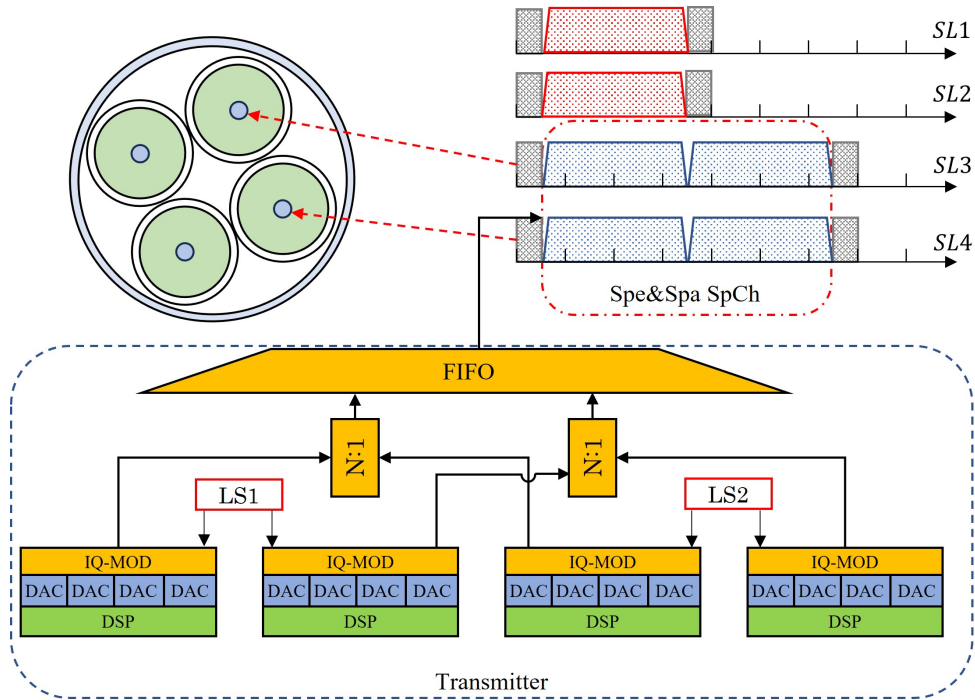 SL1
SL2
SL3
SL4
Spe&Spa SpCh
FIFO
N:1
N:1
LS1
LS2
IQ-MOD
IQ-MOD
IQ-MOD
IQ-MOD
DAC DAC DAC DAC
DAC DAC DAC DAC
DAC DAC DAC DAC
DAC DAC DAC DAC
DSP
DSP
DSP
DSP
Transmitter